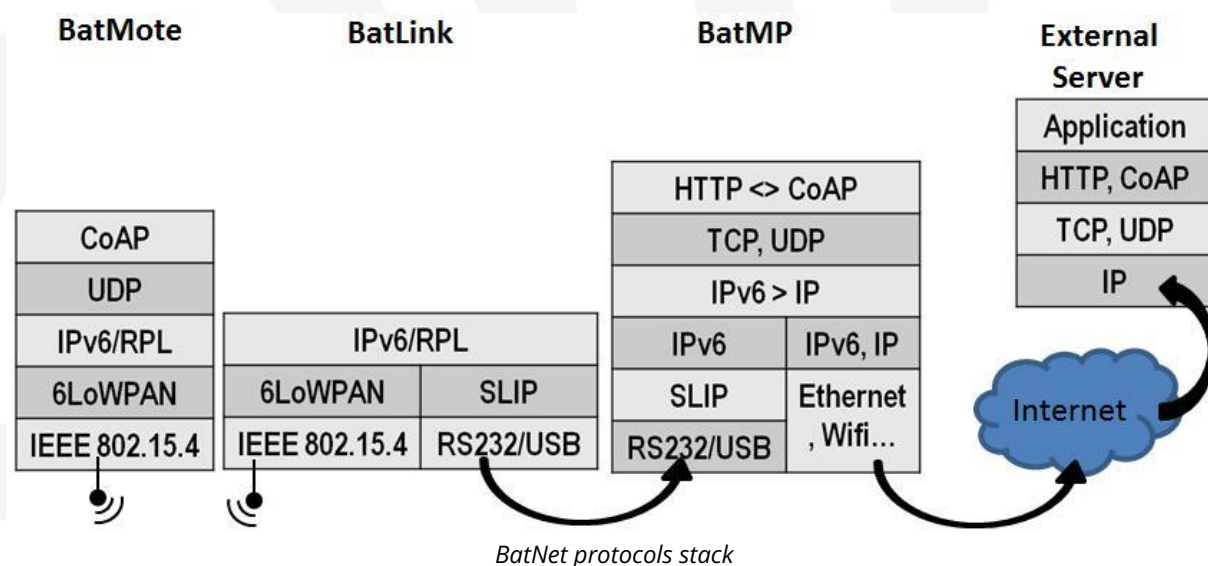 BatMote
CoAP
UDP
IPv6/RPL
6LoWPAN
IEEE 802.15.4
BatLink
IPv6/RPL
6LoWPAN
SLIP
IEEE 802.15.4
RS232/USB
BatMP
HTTP <> CoAP
TCP, UDP
IPv6 > IP
IPv6
IPv6, IP
SLIP
Ethernet
, Wifi...
RS232/USB
External
Server
Application
HTTP, CoAP
TCP, UDP
IP
Internet
BatNet protocols stack